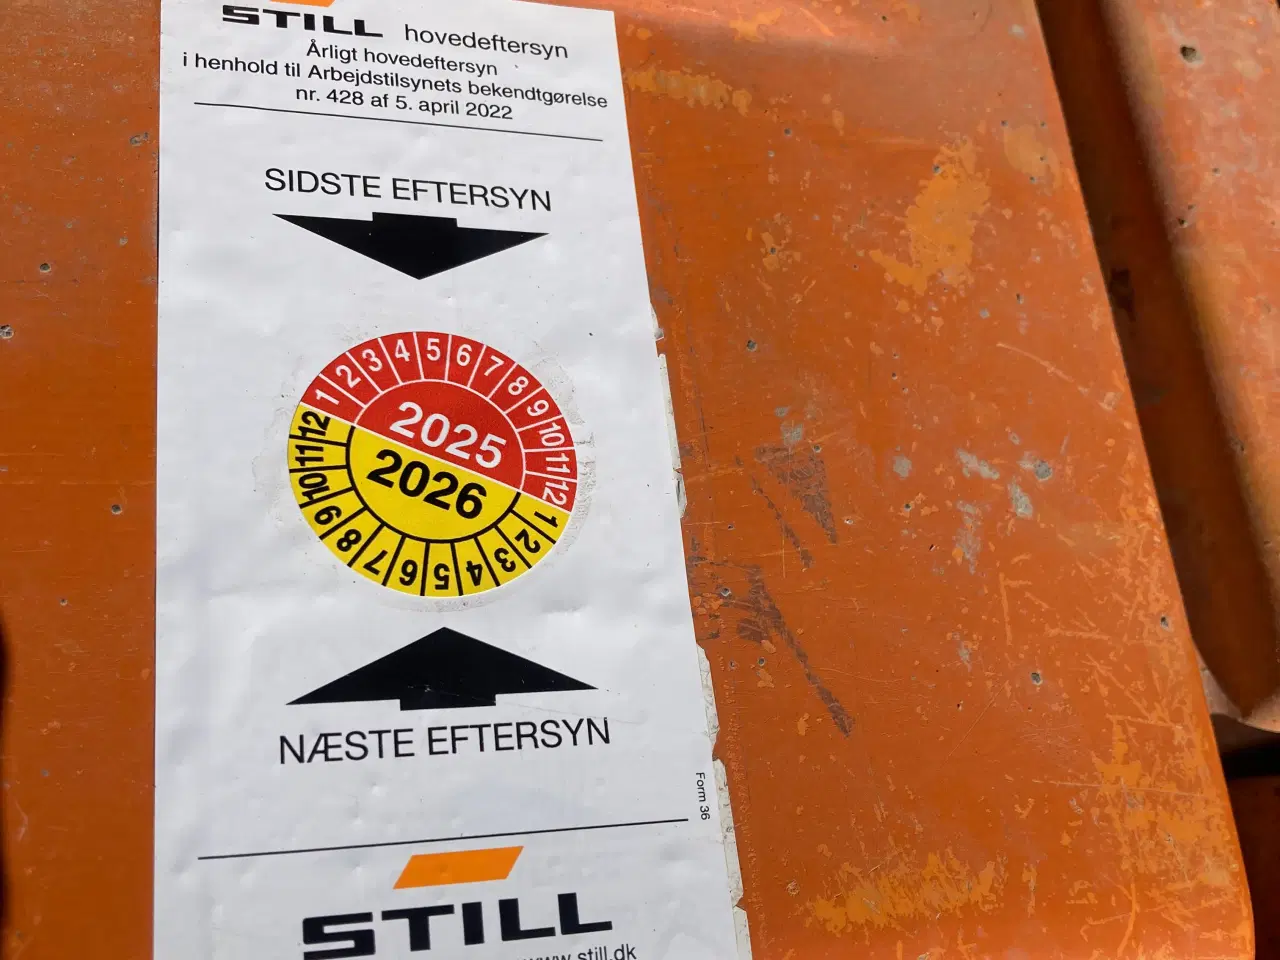 STILL hovedeftersyn
Årligt hovedeftersyn
i henhold til Arbejdstilsynets bekendtgørelse
nr. 428 af 5. april 2022
SIDSTE EFTERSYN
1 2 3 4 5 6 7 8 9 10 11 12
2025
2026
1 2 3 4 5 6 7 8 9 10 11 12
NÆSTE EFTERSYN
Form 36
STILL
www.still.dk